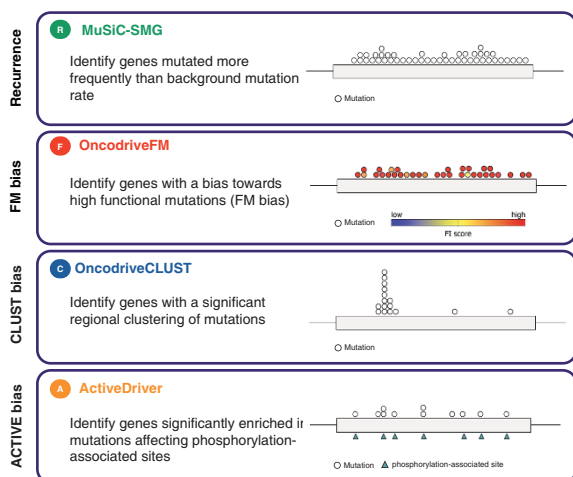 Recurrence
R MuSiC-SMG
Identify genes mutated more
frequently than background mutation
rate
Mutation
FM bias
F OncodriveFM
Identify genes with a bias towards
high functional mutations (FM bias)
Mutation
low
high
FI score
CLUST bias
C OncodriveCLUST
Identify genes with a significant
regional clustering of mutations
Mutation
ACTIVE bias
A ActiveDriver
Identify genes significantly enriched in
mutations affecting phosphorylation-
associated sites
Mutation
phosphorylation-associated site